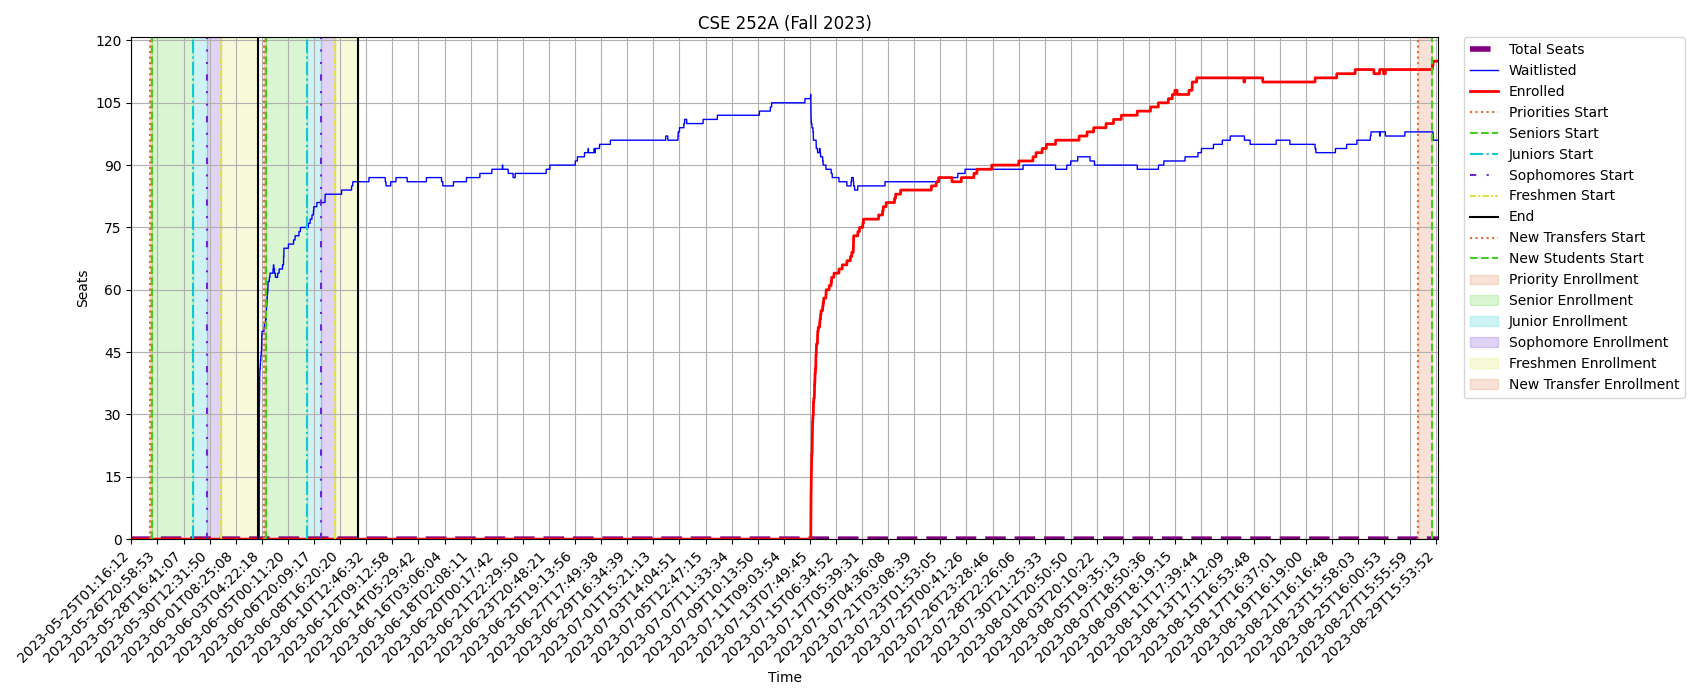 CSE 252A (Fall 2023)
120
105
90
75
60
45
30
15
0
Seats
2023-05-25T01:16:12
2023-05-26T20:58:53
2023-05-28T16:41:07
2023-05-30T12:31:50
2023-06-01T08:25:08
2023-06-03T04:22:18
2023-06-05T00:11:20
2023-06-06T20:09:17
2023-06-08T16:20:20
2023-06-10T12:46:32
2023-06-12T09:12:58
2023-06-14T05:29:42
2023-06-16T03:06:04
2023-06-18T02:08:11
2023-06-20T00:17:42
2023-06-21T22:29:50
2023-06-23T20:48:21
2023-06-25T19:13:56
2023-06-27T17:49:38
2023-06-29T16:34:39
2023-07-01T15:21:13
2023-07-03T14:04:51
2023-07-05T12:47:15
2023-07-07T11:33:34
2023-07-09T10:13:50
2023-07-11T09:03:54
2023-07-13T07:49:45
2023-07-15T06:34:52
2023-07-17T05:39:31
2023-07-19T04:36:08
2023-07-21T03:08:39
2023-07-23T01:53:05
2023-07-25T00:41:26
2023-07-26T23:28:46
2023-07-28T22:26:06
2023-07-30T21:25:33
2023-08-01T20:50:50
2023-08-03T20:10:22
2023-08-05T19:35:13
2023-08-07T18:50:36
2023-08-09T18:19:15
2023-08-11T17:39:44
2023-08-13T17:12:09
2023-08-15T16:53:48
2023-08-17T16:37:01
2023-08-19T16:19:00
2023-08-21T16:16:48
2023-08-23T15:58:03
2023-08-25T16:00:53
2023-08-27T15:55:59
2023-08-29T15:53:52
Time
Total Seats
Waitlisted
Enrolled
Priorities Start
Seniors Start
Juniors Start
Sophomores Start
Freshmen Start
End
New Transfers Start
New Students Start
Priority Enrollment
Senior Enrollment
Junior Enrollment
Sophomore Enrollment
Freshmen Enrollment
New Transfer Enrollment